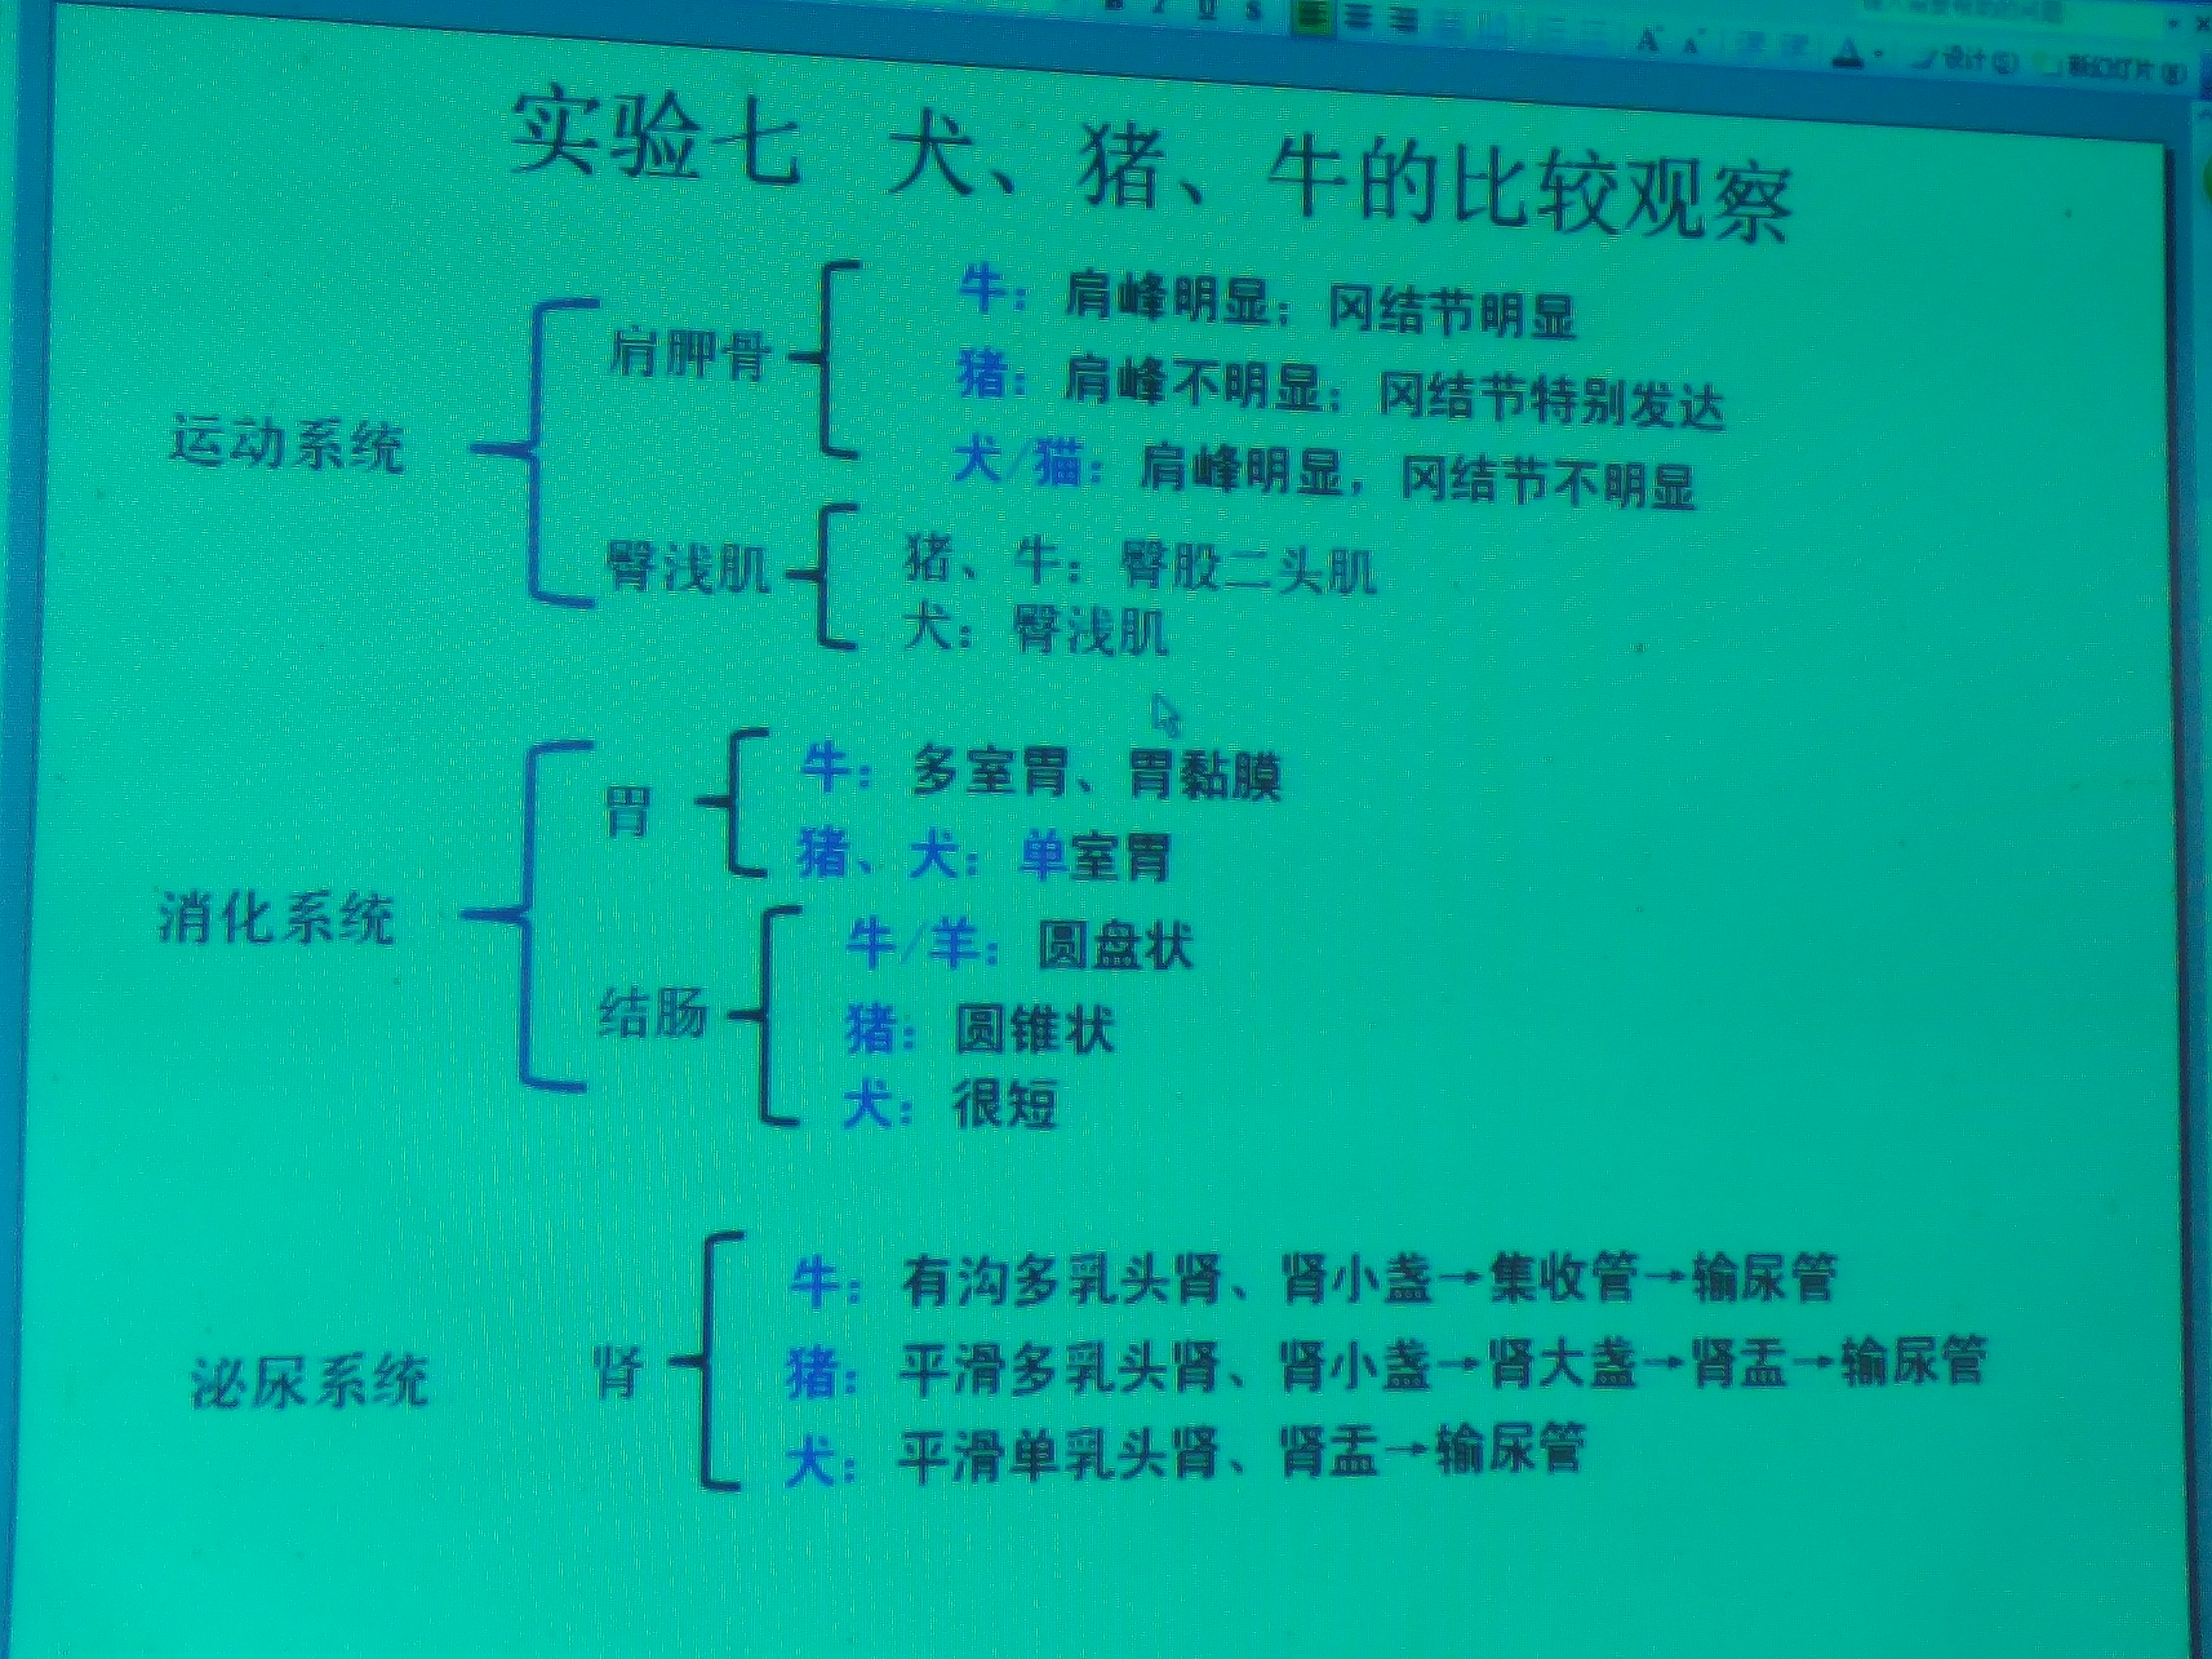 B I U S
设计(S) 新幻灯片(N)
实验七 犬、猪、牛的比较观察
运动系统
肩胛骨
牛：肩峰明显；冈结节明显
猪：肩峰不明显；冈结节特别发达
犬/猫：肩峰明显，冈结节不明显
臀浅肌
猪、牛：臀股二头肌
犬：臀浅肌
消化系统
胃
牛：多室胃、胃黏膜
猪、犬：单室胃
结肠
牛/羊：圆盘状
猪：圆锥状
犬：很短
泌尿系统
肾
牛：有沟多乳头肾、肾小盏→集收管→输尿管
猪：平滑多乳头肾、肾小盏→肾大盏→肾盂→输尿管
犬：平滑单乳头肾、肾盂→输尿管